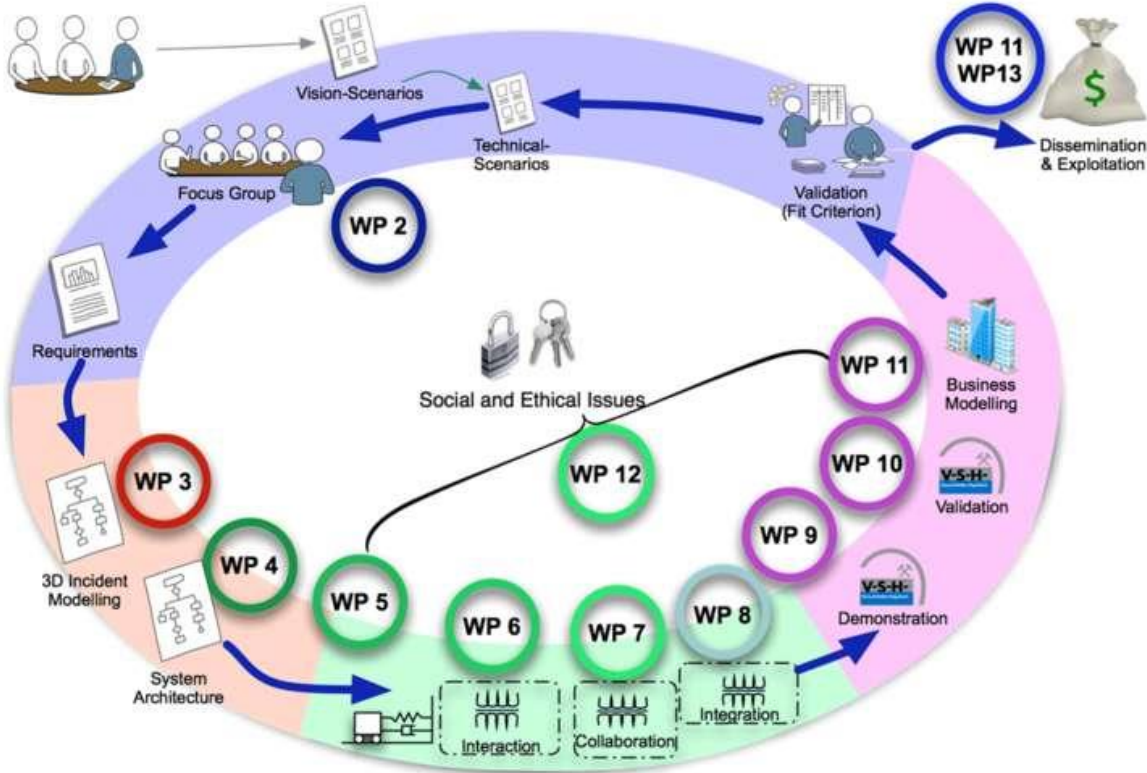 WP 11
WP13
$
Vision-Scenarios
Technical-
Scenarios
Dissemination
& Exploitation
Focus Group
Validation
(Fit Criterion)
WP 2
Requirements
Social and Ethical Issues
WP 11
Business
Modelling
WP 3
WP 12
WP 10
V-S-H-
Validation
WP 4
WP 9
3D Incident
Modelling
WP 5
WP 6
WP 7
WP 8
V-S-H-
Demonstration
System
Architecture
Interaction
Collaboration
Integration